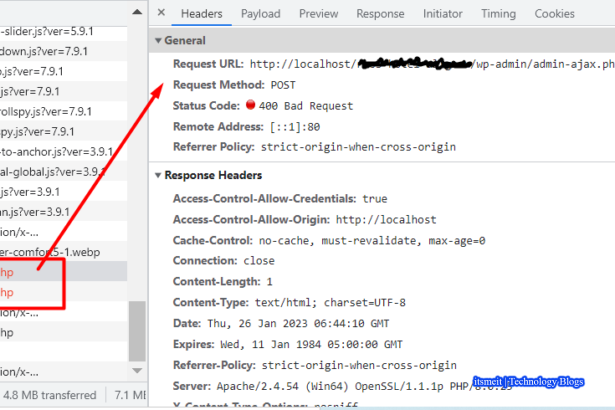 -slider.js?ver=5.9.1
down.js?ver=7.9.1
o.js?ver=7.9.1
js?ver=7.9.1
rollspy.js?ver=7.9.1
spy.js?ver=7.9.1
-to-anchor.js?ver=7.9.1
al-global.js?ver=3.9.1
js?ver=3.9.1
an.js?ver=3.9.1
ion/x-...
er-comfort5-1.webp
hp
hp
ion/x-...
hp
ion/x-...
4.8 MB transferred 7.1 M
× Headers Payload Preview Response Initiator Timing Cookies
General
Request URL: http://localhost/ /wp-admin/admin-ajax.ph
Request Method: POST
Status Code: 400 Bad Request
Remote Address: [::1]:80
Referrer Policy: strict-origin-when-cross-origin
Response Headers
Access-Control-Allow-Credentials: true
Access-Control-Allow-Origin: http://localhost
Cache-Control: no-cache, must-revalidate, max-age=0
Connection: close
Content-Length: 1
Content-Type: text/html; charset=UTF-8
Date: Thu, 26 Jan 2023 06:44:10 GMT
Expires: Wed, 11 Jan 1984 05:00:00 GMT
Referrer-Policy: strict-origin-when-cross-origin
Server: Apache/2.4.54 (Win64) OpenSSL/1.1.1p
itsmeit | Technology Blogs
X-Content-Type-Options: nosniff